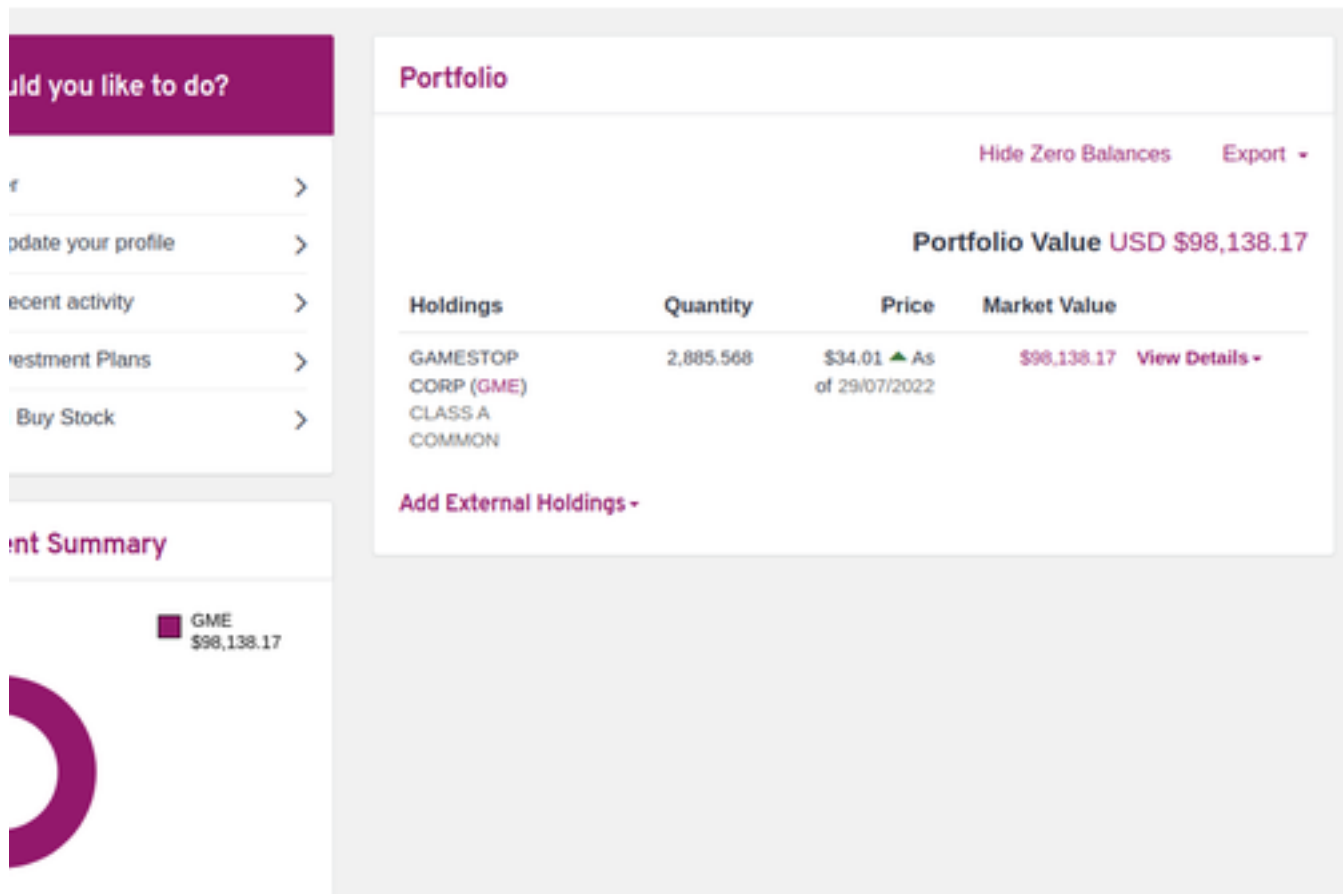 uld you like to do?
r
pdate your profile
ecent activity
estment Plans
Buy Stock
ent Summary
GME
$98,138.17
Portfolio
Hide Zero Balances Export
Portfolio Value USD $98,138.17
Holdings Quantity Price Market Value
GAMESTOP 2,885.568 $34.01 As $98,138.17 View Details
CORP (GME) of 29/07/2022
CLASS A
COMMON
Add External Holdings